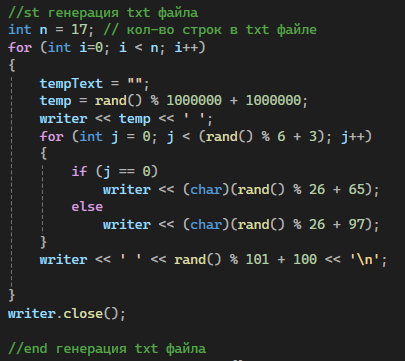 //st генерация txt файла
int n = 17; // кол-во строк в txt файле
for (int i=0; i < n; i++)
{
    tempText = "";
    temp = rand() % 1000000 + 1000000;
    writer << temp << ' ';
    for (int j = 0; j < (rand() % 6 + 3); j++)
    {
        if (j == 0)
            writer << (char)(rand() % 26 + 65);
        else
            writer << (char)(rand() % 26 + 97);
    }
    writer << ' ' << rand() % 101 + 100 << '\n';
}
writer.close();
//end генерация txt файла